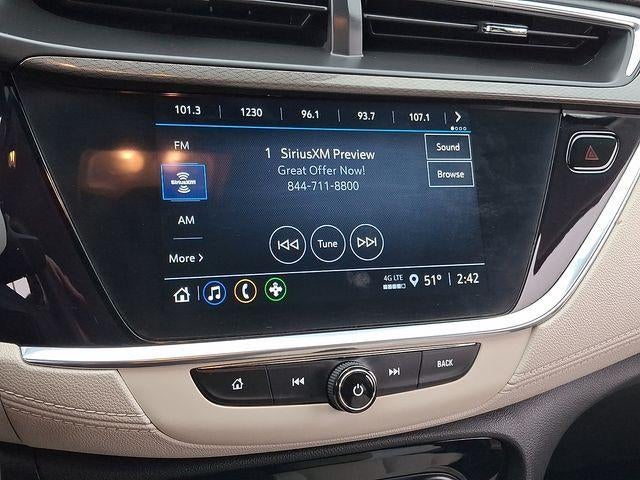 101.3 1230 96.1 93.7 107.1
FM
SiriusXM
AM
More
1 SiriusXM Preview
Great Offer Now!
844-711-8800
Sound
Browse
Tune
4G LTE 51° 2:42
BACK